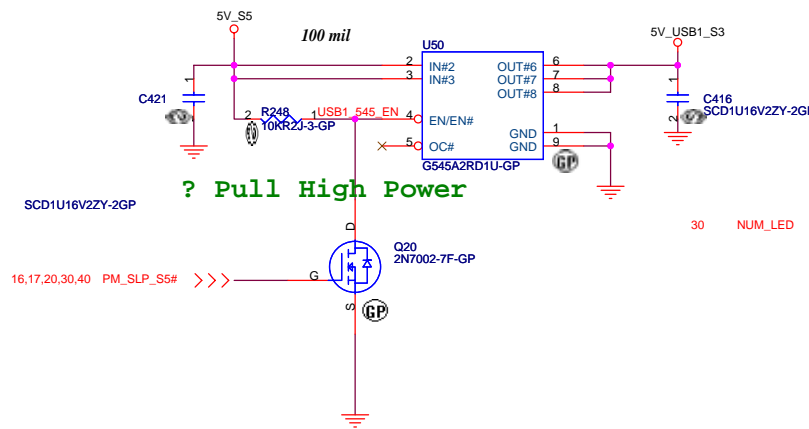 5V_S5
100 mil
U50
5V_USB1_S3
2 IN#2 OUT#6 6
3 IN#3 OUT#7 7
OUT#8 8
1
C421
2
2 R248 1 USB1_545_EN
10KR2J-3-GP
4 EN/EN#
GND 1
5 OC# GND 9
G545A2RD1U-GP
GP
1
C416
SCD1U16V2ZY-2GP
2
? Pull High Power
SCD1U16V2ZY-2GP
30 NUM_LED
D
Q20
2N7002-7F-GP
16,17,20,30,40 PM_SLP_S5#
G
S
GP